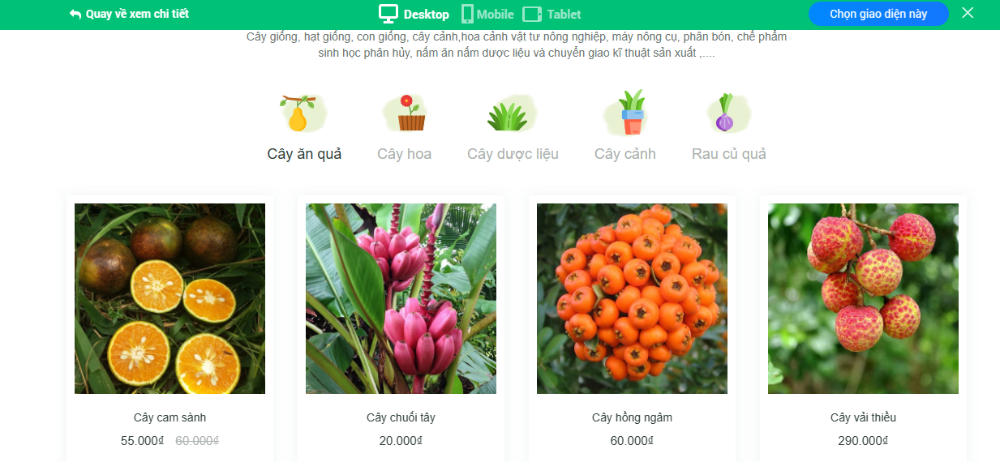 Quay về xem chi tiết
Desktop
Mobile
Tablet
Chọn giao diện này
Cây giống, hạt giống, con giống, cây cảnh,hoa cảnh vật tư nông nghiệp, máy nông cụ, phân bón, chế phẩm
sinh học phân hủy, nấm ăn nấm dược liệu và chuyển giao kĩ thuật sản xuất ,....
Cây ăn quả
Cây hoa
Cây dược liệu
Cây cảnh
Rau củ quả
Cây cam sành
55.000₫ 60.000₫
Cây chuối tây
20.000₫
Cây hồng ngâm
60.000₫
Cây vải thiều
290.000₫